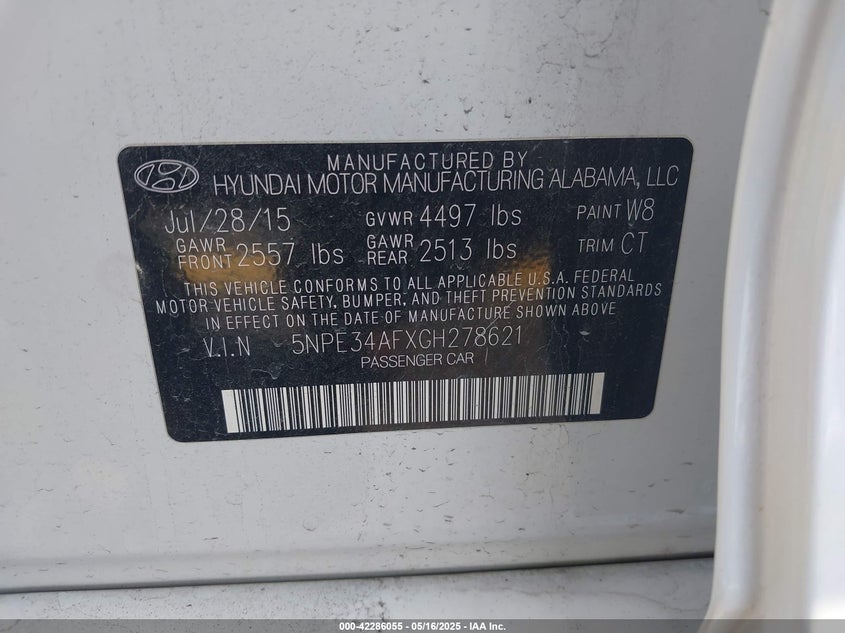 MANUFACTURED BY
HYUNDAI MOTOR MANUFACTURING ALABAMA, LLC
Jul/28/15 GVWR 4497 lbs PAINT W8
GAWR FRONT 2557 lbs GAWR REAR 2513 lbs TRIM CT
THIS VEHICLE CONFORMS TO ALL APPLICABLE U.S.A. FEDERAL
MOTOR VEHICLE SAFETY, BUMPER, AND THEFT PREVENTION STANDARDS
IN EFFECT ON THE DATE OF MANUFACTURE SHOWN ABOVE
V.I.N 5NPE34AFXGH278621
PASSENGER CAR
000-42286055 — 05/16/2025 — IAA Inc.